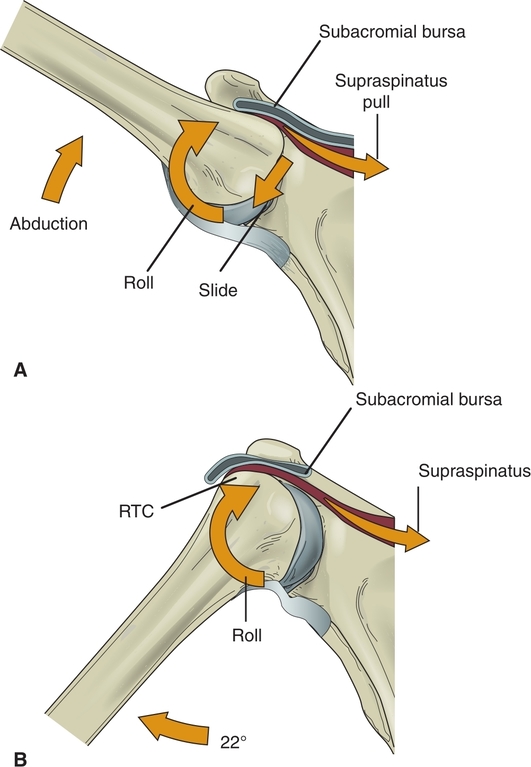 Subacromial bursa
Supraspinatus
pull
Abduction
Roll
Slide
A
Subacromial bursa
Supraspinatus
RTC
Roll
22°
B